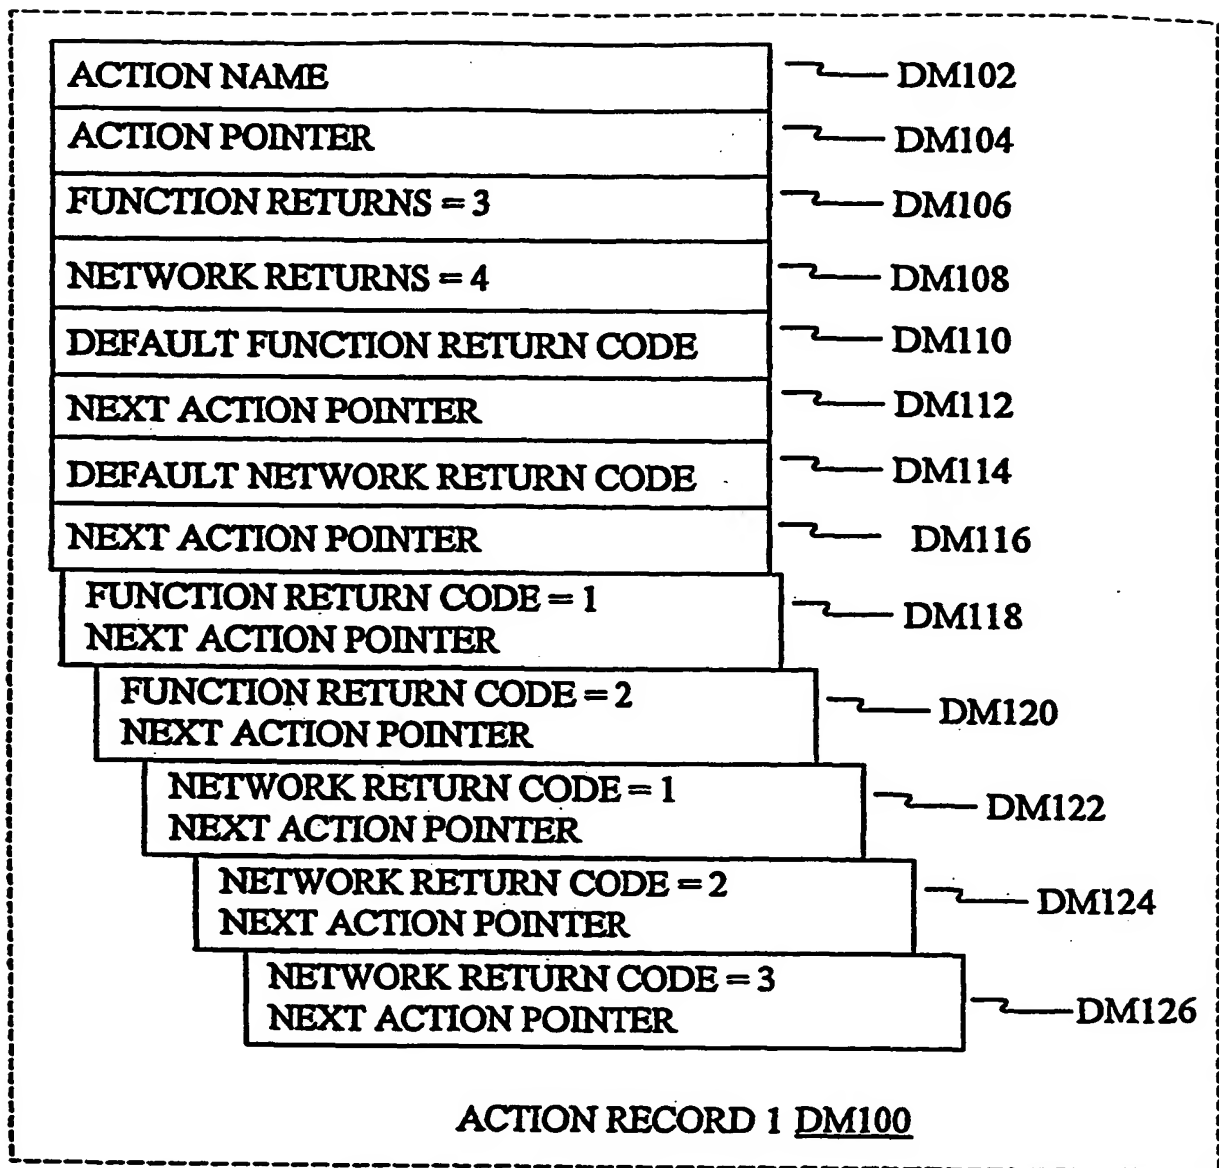 ACTION NAME DM102
ACTION POINTER DM104
FUNCTION RETURNS = 3 DM106
NETWORK RETURNS = 4 DM108
DEFAULT FUNCTION RETURN CODE DM110
NEXT ACTION POINTER DM112
DEFAULT NETWORK RETURN CODE DM114
NEXT ACTION POINTER DM116
FUNCTION RETURN CODE = 1 DM118
NEXT ACTION POINTER
FUNCTION RETURN CODE = 2 DM120
NEXT ACTION POINTER
NETWORK RETURN CODE = 1 DM122
NEXT ACTION POINTER
NETWORK RETURN CODE = 2 DM124
NEXT ACTION POINTER
NETWORK RETURN CODE = 3 DM126
NEXT ACTION POINTER
ACTION RECORD 1 DM100